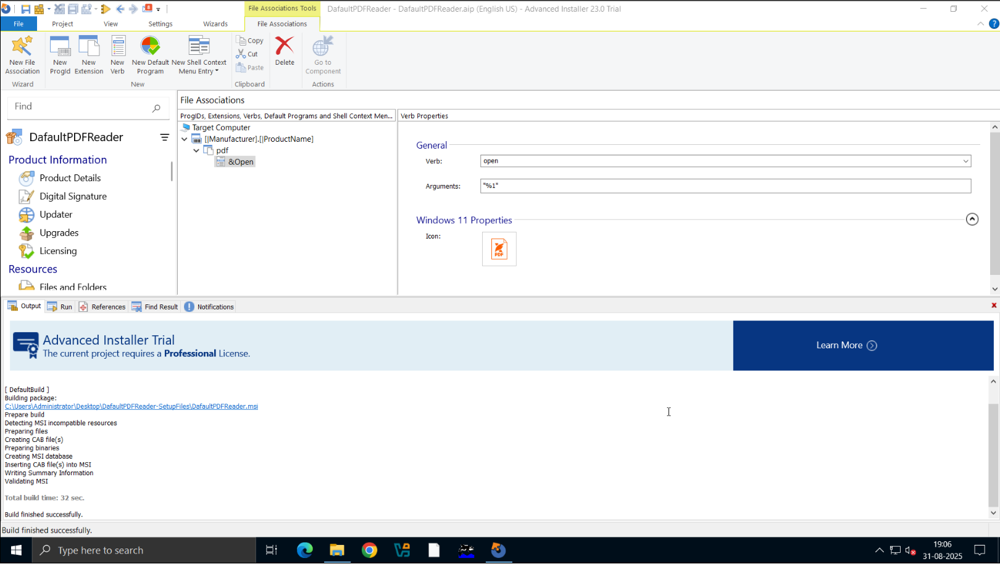 File Associations Tools
DafaultPDFReader - DafaultPDFReader.aip (English US) - Advanced Installer 23.0 Trial
8
File
Project
View
Settings
Wizards
File Associations
?
New File Association
New ProgId
New Extension
New Verb
New Default Program
New Shell Context Menu Entry
Copy
Cut
Paste
Delete
Go to Component
Wizard
New
Clipboard
Actions
Find
File Associations
ProgIDs, Extensions, Verbs, Default Programs and Shell Context Men...
Verb Properties
DafaultPDFReader
Product Information
Product Details
Digital Signature
Updater
Upgrades
Licensing
Resources
Files and Folders
Target Computer
[|Manufacturer].[|ProductName]
pdf
&Open
General
Verb:
open
Arguments:
"%1"
Windows 11 Properties
Icon:
PDF
Output
Run
References
Find Result
Notifications
Advanced Installer Trial
The current project requires a Professional License.
Learn More
[ DefaultBuild ]
Building package:
C:\Users\Administrator\Desktop\DafaultPDFReader-SetupFiles\DafaultPDFReader.msi
Prepare build
Detecting MSI incompatible resources
Preparing files
Creating CAB file(s)
Preparing binaries
Creating MSI database
Inserting CAB file(s) into MSI
Writing Summary Information
Validating MSI
Total build time: 32 sec.
Build finished successfully.
Build finished successfully.
Type here to search
19:06
31-08-2025